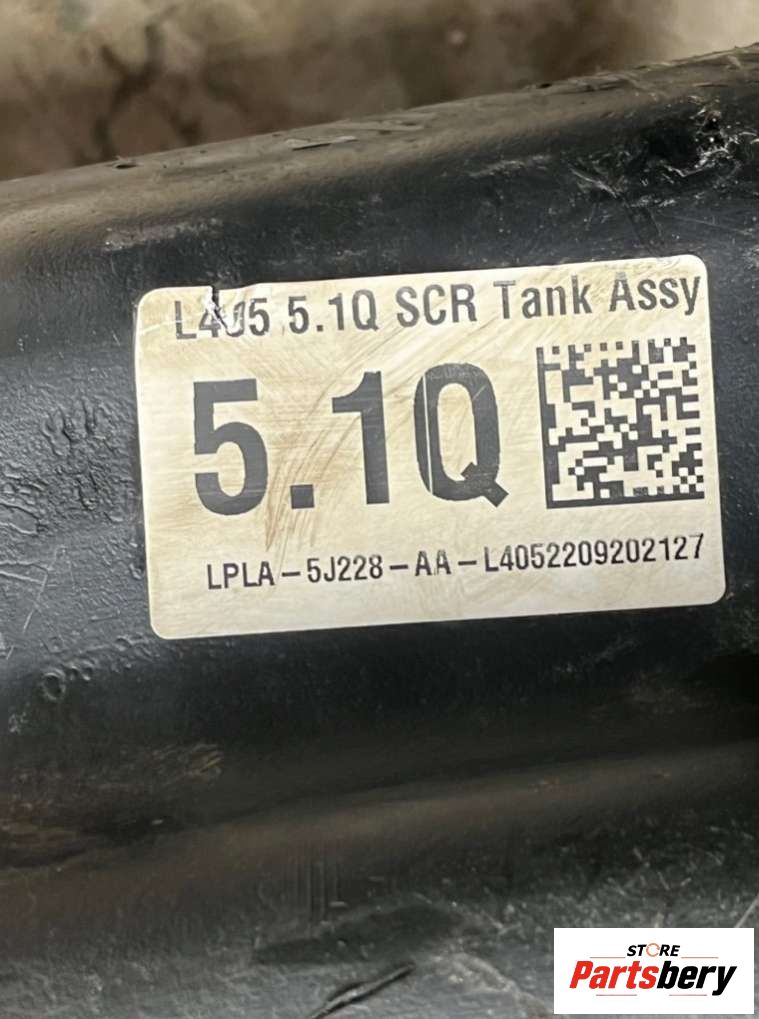 L405 5.1Q SCR Tank Assy
5.1Q
LPLA-5J228-AA-L4052209202127
STORE
Partsbery